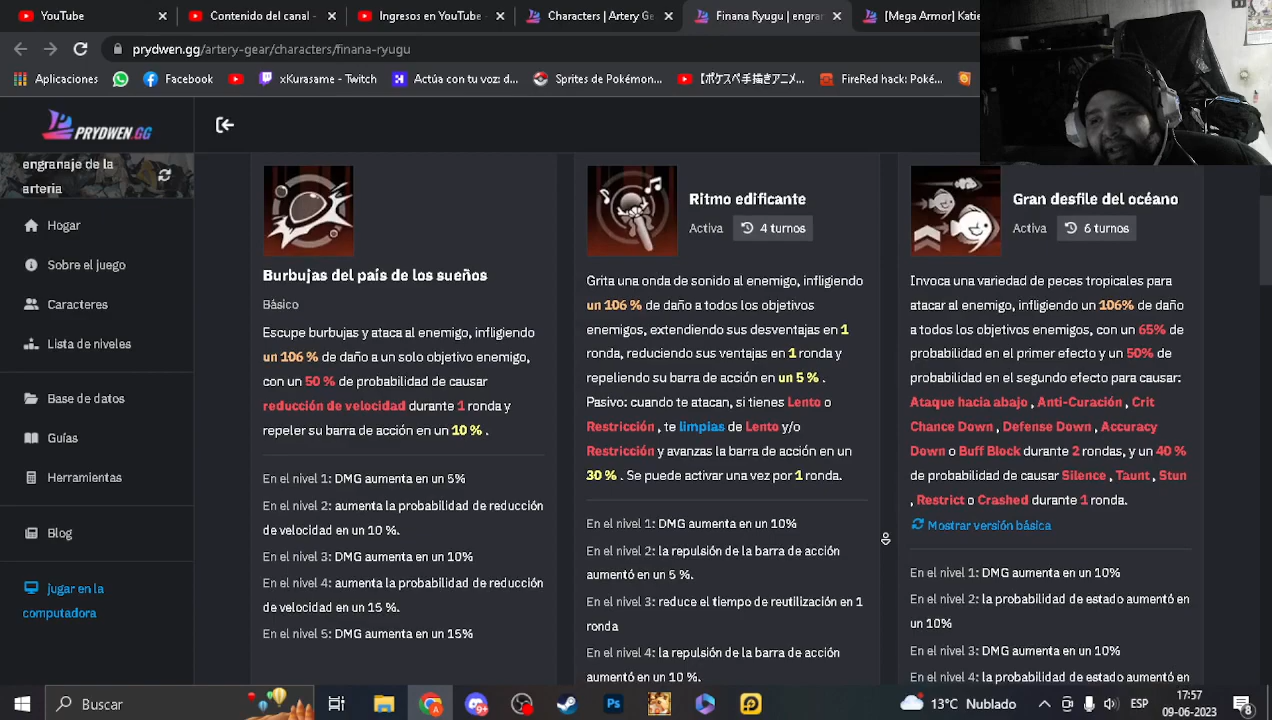 YouTube
Contenido del canal -
Ingresos en YouTube -
Characters | Artery Ge
Finana Ryugu | engrar
[Mega Armor] Katie
prydwen.gg/artery-gear/characters/finana-ryugu
Aplicaciones
Facebook
xKurasame - Twitch
Actúa con tu voz: d...
Sprites de Pokémon...
【ポケスペ手描きアニメ...
FireRed hack: Poké...
PRYDWEN.GG
engranaje de la
arteria
Hogar
Sobre el juego
Caracteres
Lista de niveles
Base de datos
Guías
Herramientas
Blog
jugar en la
computadora
Burbujas del país de los sueños
Básico
Escupe burbujas y ataca al enemigo, infligiendo
un 106 % de daño a un solo objetivo enemigo,
con un 50 % de probabilidad de causar
reducción de velocidad durante 1 ronda y
repeler su barra de acción en un 10 % .
En el nivel 1: DMG aumenta en un 5%
En el nivel 2: aumenta la probabilidad de reducción
de velocidad en un 10 %.
En el nivel 3: DMG aumenta en un 10%
En el nivel 4: aumenta la probabilidad de reducción
de velocidad en un 15 %.
En el nivel 5: DMG aumenta en un 15%
Ritmo edificante
Activa 4 turnos
Grita una onda de sonido al enemigo, infligiendo
un 106 % de daño a todos los objetivos
enemigos, extendiendo sus desventajas en 1
ronda, reduciendo sus ventajas en 1 ronda y
repeliendo su barra de acción en un 5 % .
Pasivo: cuando te atacan, si tienes Lento o
Restricción , te limpias de Lento y/o
Restricción y avanzas la barra de acción en un
30 % . Se puede activar una vez por 1 ronda.
En el nivel 1: DMG aumenta en un 10%
En el nivel 2: la repulsión de la barra de acción
aumentó en un 5 %.
En el nivel 3: reduce el tiempo de reutilización en 1
ronda
En el nivel 4: la repulsión de la barra de acción
aumentó en un 10 %.
Gran desfile del océano
Activa 6 turnos
Invoca una variedad de peces tropicales para
atacar al enemigo, infligiendo un 106% de daño
a todos los objetivos enemigos, con un 65% de
probabilidad en el primer efecto y un 50% de
probabilidad en el segundo efecto para causar:
Ataque hacia abajo , Anti-Curación , Crit
Chance Down , Defense Down , Accuracy
Down o Buff Block durante 2 rondas, y un 40 %
de probabilidad de causar Silence , Taunt , Stun
, Restrict o Crashed durante 1 ronda.
Mostrar versión básica
En el nivel 1: DMG aumenta en un 10%
En el nivel 2: la probabilidad de estado aumentó en
un 10%
En el nivel 3: DMG aumenta en un 10%
En el nivel 4: la probabilidad de estado aumentó en
Buscar
9+
Ps
13°C Nublado
ESP
17:57
09-06-2023
8